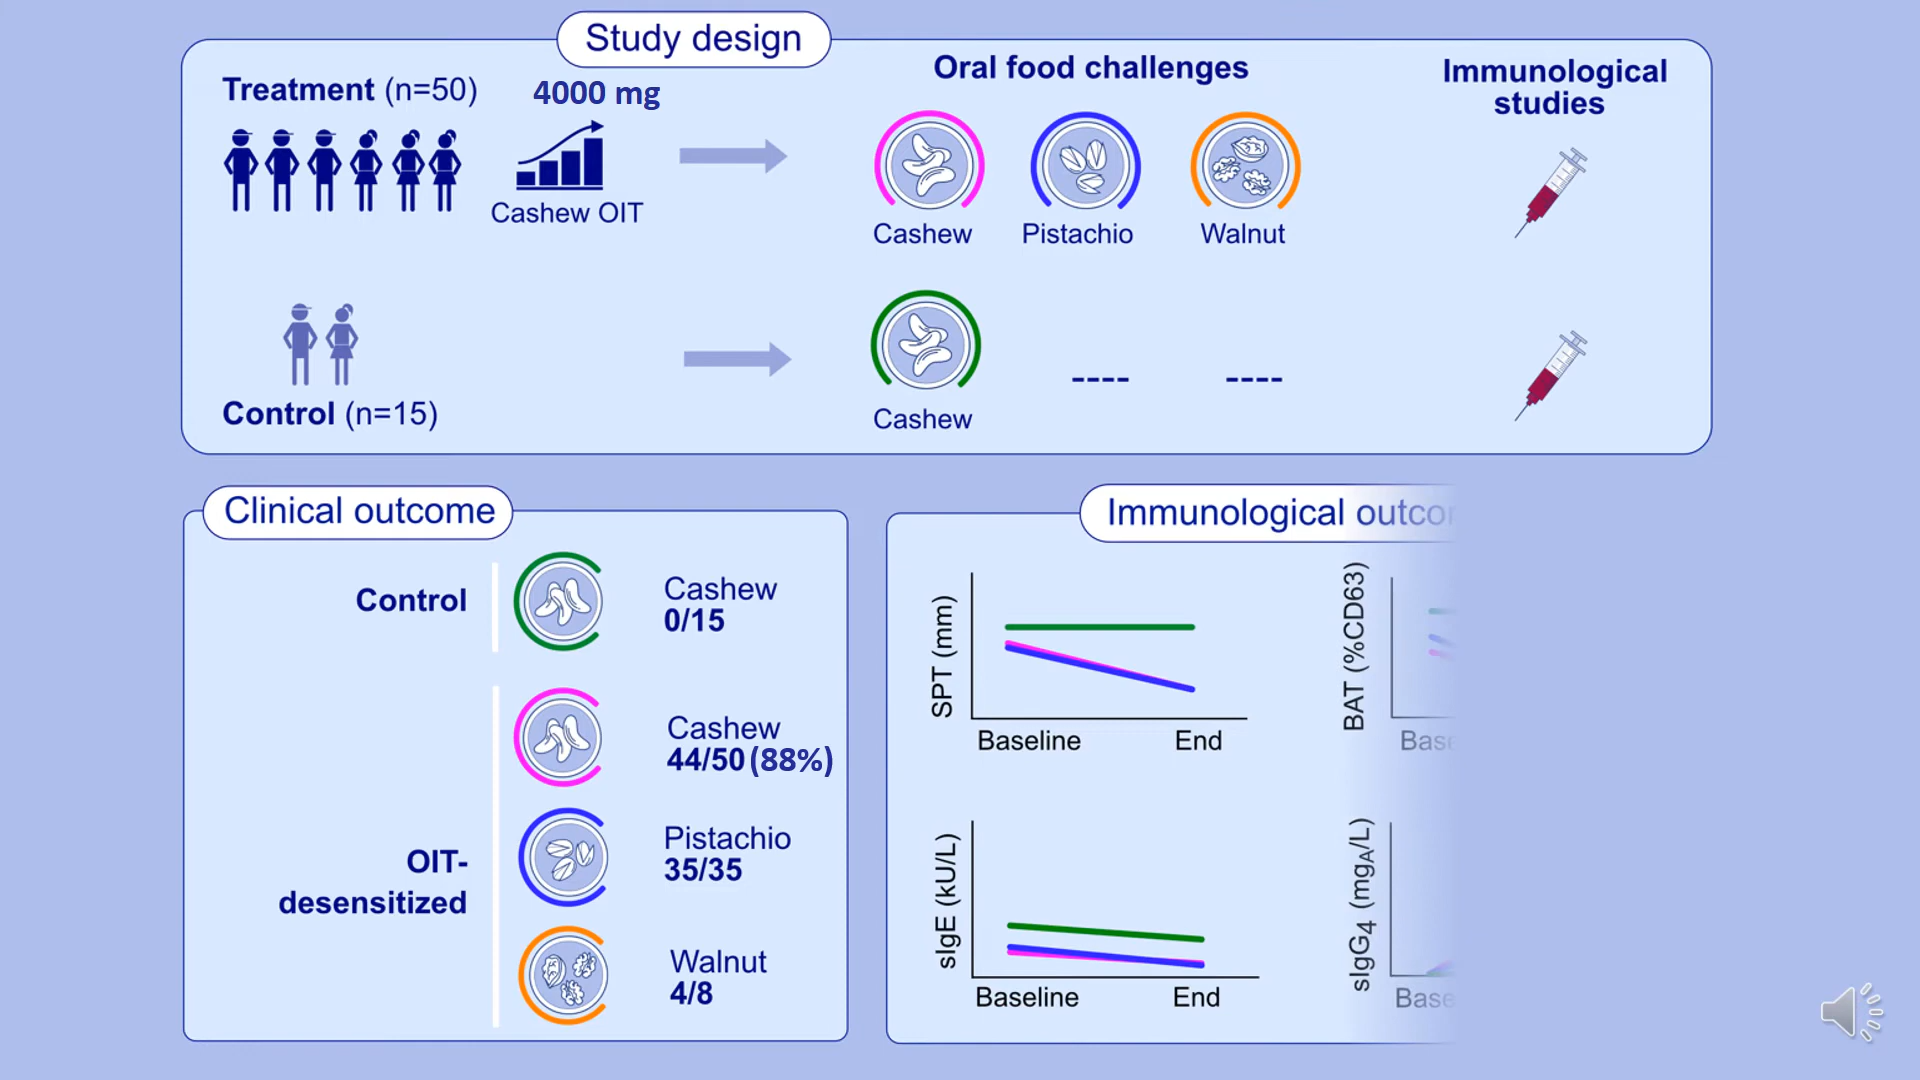 Study design
Treatment (n=50)
4000 mg
Cashew OIT
Oral food challenges
Cashew
Pistachio
Walnut
Immunological
studies
Control (n=15)
Cashew
----
----
Clinical outcome
Control
Cashew
0/15
OIT-
desensitized
Cashew
44/50 (88%)
Pistachio
35/35
Walnut
4/8
Immunological outco
SPT (mm)
Baseline
End
BAT (%CD63)
Base
sIgE (kU/L)
Baseline
End
sIgG4 (mgA/L)
Base